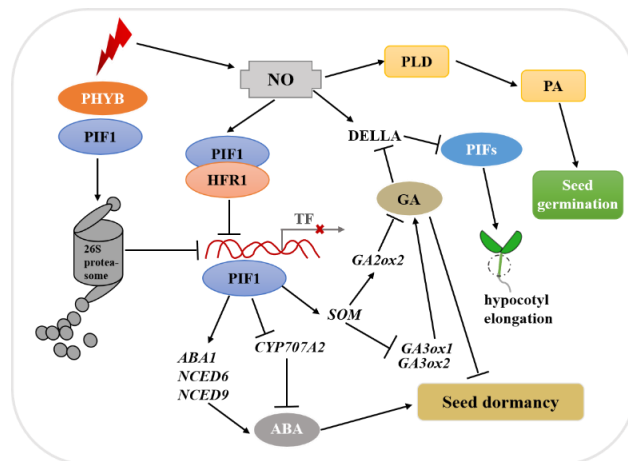 PHYB
PIF1
NO
PLD
PA
PIF1
HFR1
DELLA
PIFs
Seed
germination
GA
TF
26S
protea-
some
PIF1
GA2ox2
hypocotyl
elongation
SOM
ABA1
NCED6
NCED9
CYP707A2
GA3ox1
GA3ox2
ABA
Seed dormancy